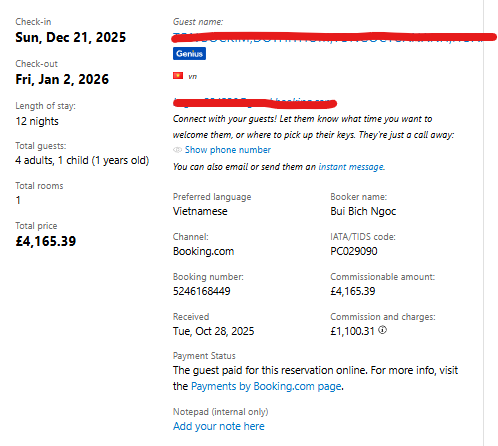 Check-in
Sun, Dec 21, 2025
Check-out
Fri, Jan 2, 2026
Length of stay:
12 nights
Total guests:
4 adults, 1 child (1 years old)
Total rooms
1
Total price
£4,165.39
Guest name:
Genius
vn
Connect with your guests! Let them know what time you want to
welcome them, or where to pick up their keys. They're just a call away:
Show phone number
You can also email or send them an instant message.
Preferred language
Vietnamese
Booker name:
Bui Bich Ngoc
Channel:
Booking.com
IATA/TIDS code:
PC029090
Booking number:
5246168449
Commissionable amount:
£4,165.39
Received
Tue, Oct 28, 2025
Commission and charges:
£1,100.31
Payment Status
The guest paid for this reservation online. For more info, visit
the Payments by Booking.com page.
Notepad (internal only)
Add your note here